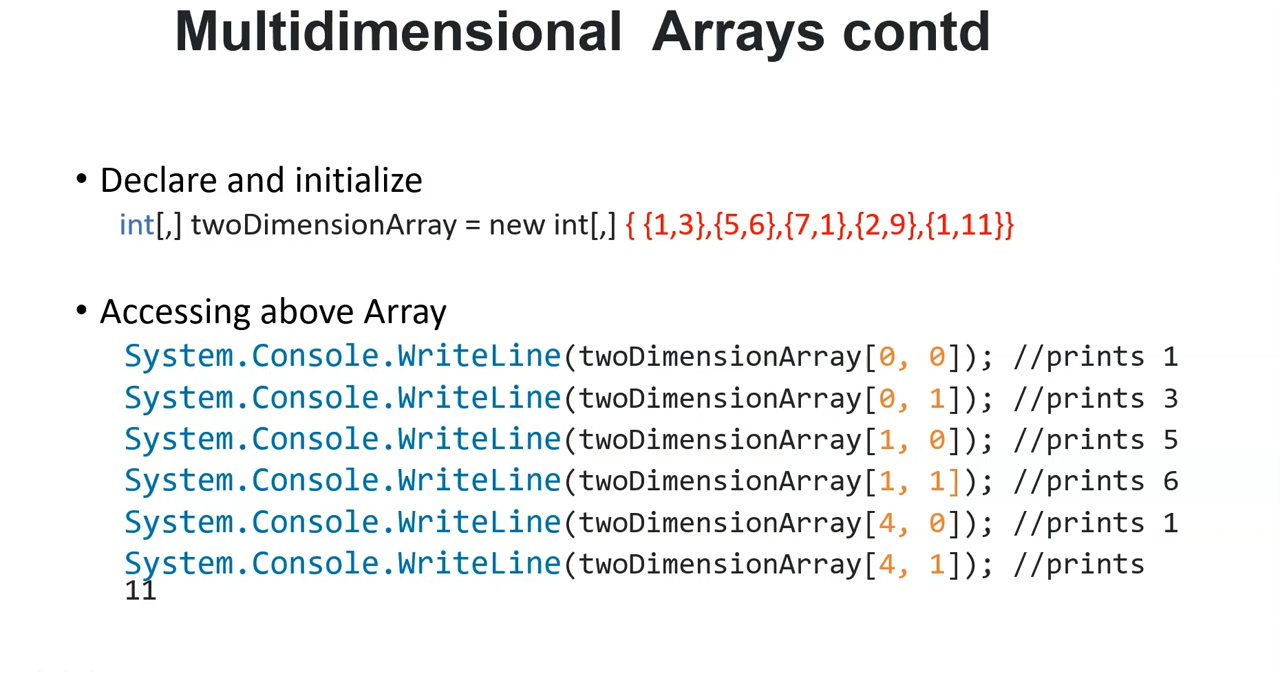 Multidimensional Arrays contd
• Declare and initialize
int[,] twoDimensionArray = new int[,] { {1,3},{5,6},{7,1},{2,9},{1,11}}
• Accessing above Array
System.Console.WriteLine(twoDimensionArray[0, 0]); //prints 1
System.Console.WriteLine(twoDimensionArray[0, 1]); //prints 3
System.Console.WriteLine(twoDimensionArray[1, 0]); //prints 5
System.Console.WriteLine(twoDimensionArray[1, 1]); //prints 6
System.Console.WriteLine(twoDimensionArray[4, 0]); //prints 1
System.Console.WriteLine(twoDimensionArray[4, 1]); //prints
11